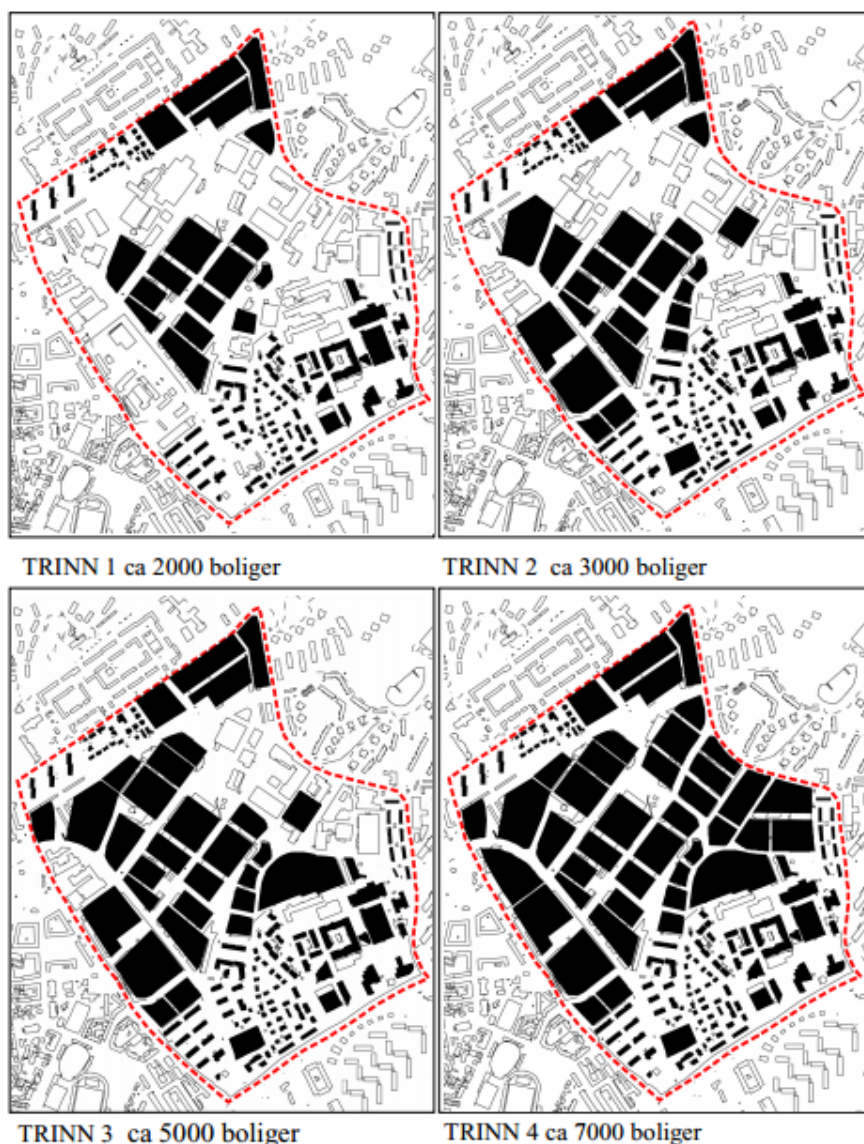 TRINN 1 ca 2000 boliger
TRINN 2 ca 3000 boliger
TRINN 3 ca 5000 boliger
TRINN 4 ca 7000 boliger